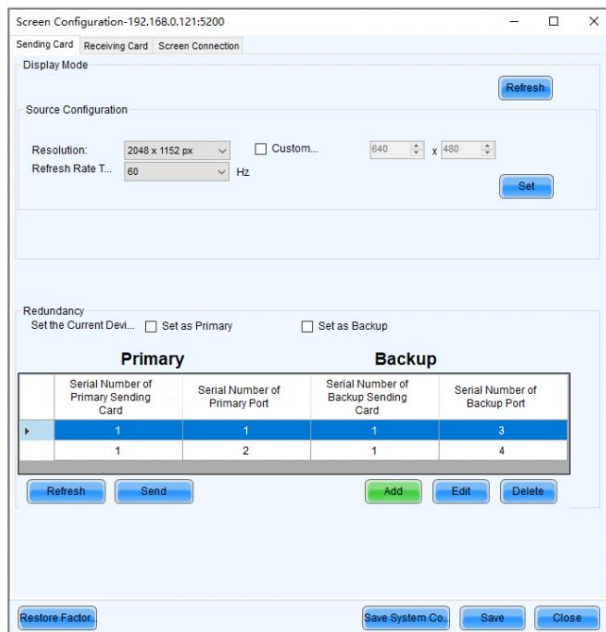 Screen Configuration-192.168.0.121:5200
Sending Card Receiving Card Screen Connection
Display Mode
Refresh
Source Configuration
Resolution: 2048 x 1152 px Custom... 640 x 480
Refresh Rate T... 60 Hz
Set
Redundancy
Set the Current Devi... Set as Primary Set as Backup
Primary Backup
Serial Number of Primary Sending Card Serial Number of Primary Port Serial Number of Backup Sending Card Serial Number of Backup Port
1 1 1 3
1 2 1 4
Refresh Send Add Edit Delete
Restore Factor.. Save System Co.. Save Close